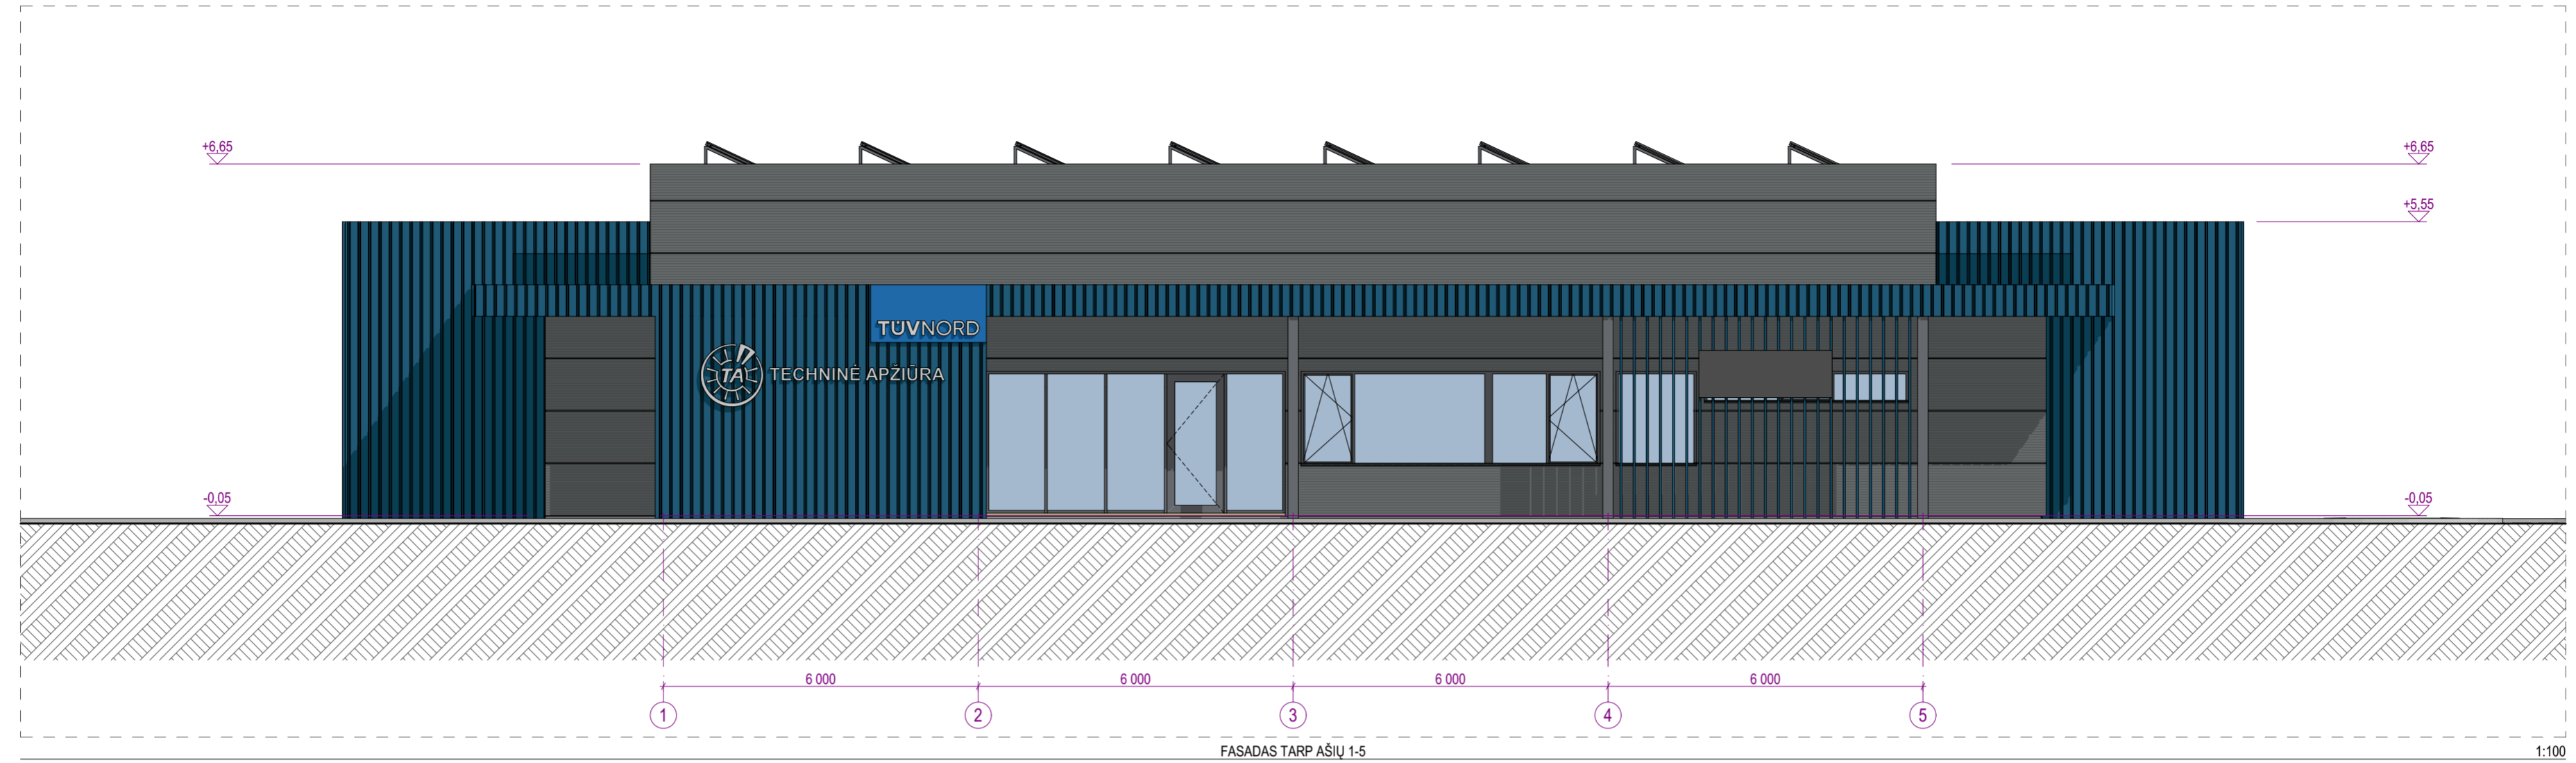 +6,65
+6,65
+5,55
TÜVNORD
TA TECHNINĖ APŽIŪRA
-0,05
-0,05
6 000 6 000 6 000 6 000
1 2 3 4 5
FASADAS TARP AŠIŲ 1-5
1:100